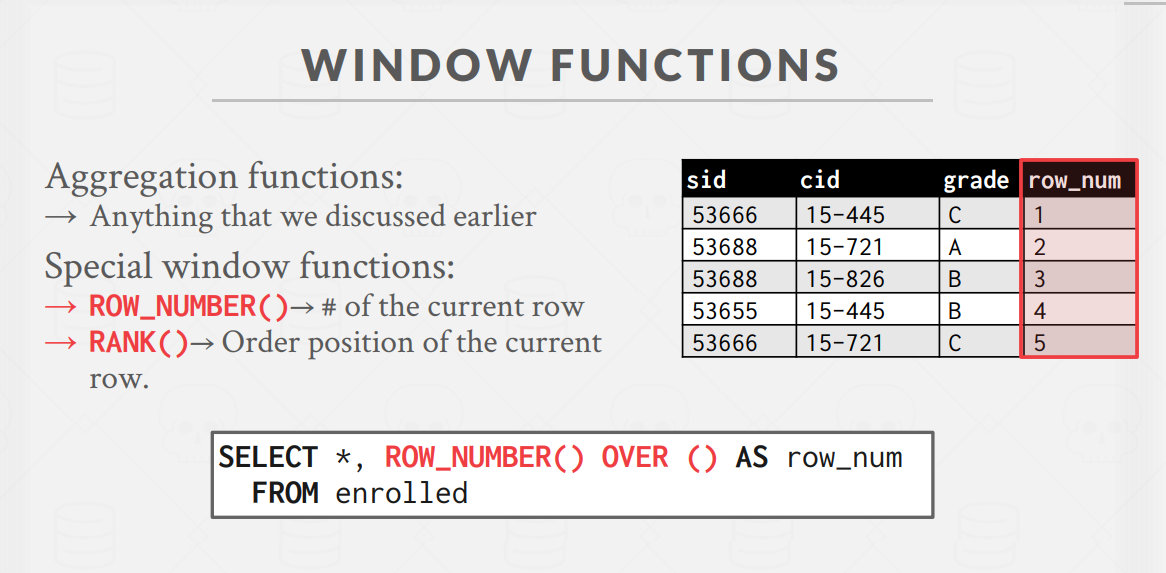 WINDOW FUNCTIONS
Aggregation functions:
→ Anything that we discussed earlier
Special window functions:
→ ROW_NUMBER()→ # of the current row
→ RANK()→ Order position of the current
row.
sid cid grade row_num
53666 15-445 C 1
53688 15-721 A 2
53688 15-826 B 3
53655 15-445 B 4
53666 15-721 C 5
SELECT *, ROW_NUMBER() OVER () AS row_num
FROM enrolled